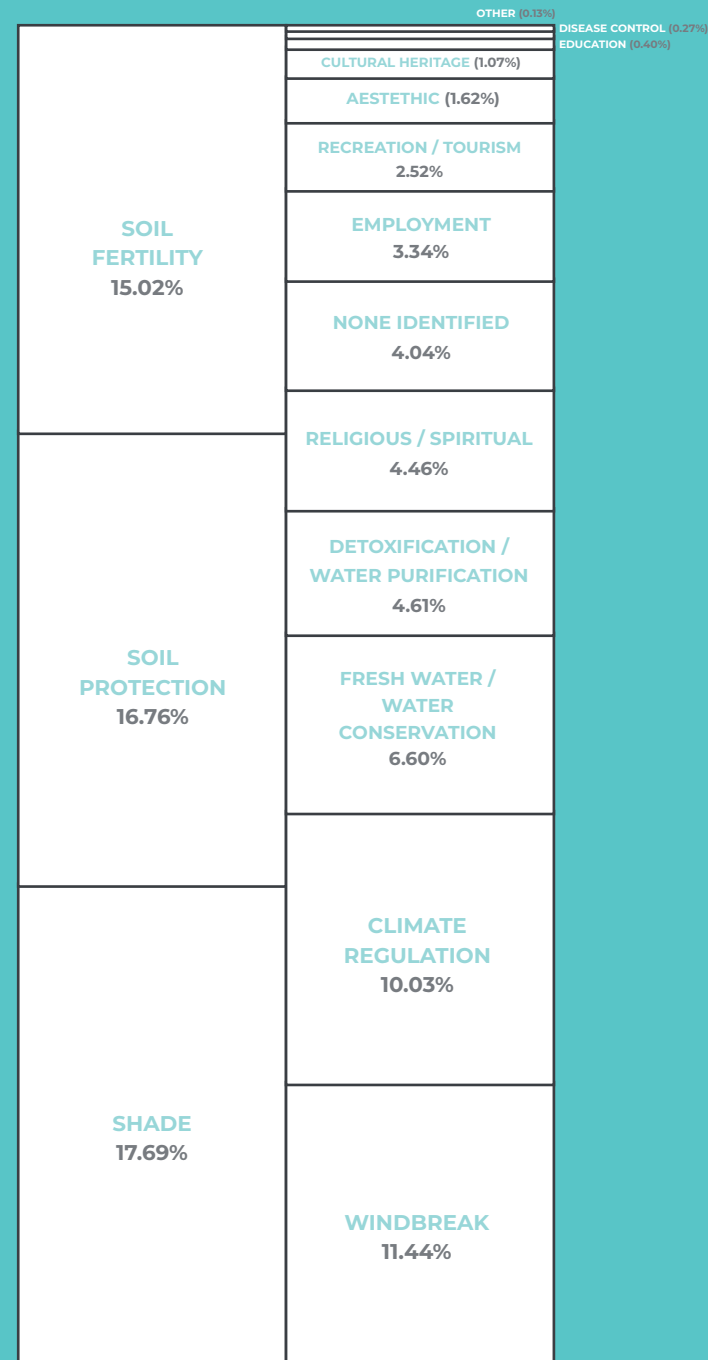 OTHER (0.13%)
DISEASE CONTROL (0.27%)
EDUCATION (0.40%)
CULTURAL HERITAGE (1.07%)
AESTETHIC (1.62%)
RECREATION / TOURISM
2.52%
EMPLOYMENT
3.34%
NONE IDENTIFIED
4.04%
RELIGIOUS / SPIRITUAL
4.46%
DETOXIFICATION /
WATER PURIFICATION
4.61%
FRESH WATER /
WATER
CONSERVATION
6.60%
CLIMATE
REGULATION
10.03%
WINDBREAK
11.44%
SOIL
FERTILITY
15.02%
SOIL
PROTECTION
16.76%
SHADE
17.69%